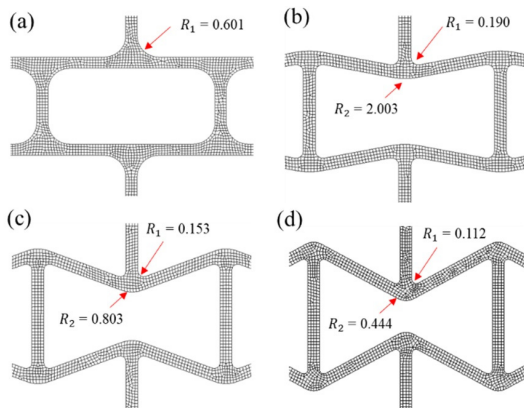 (a)
R₁ = 0.601
(b)
R₁ = 0.190
R₂ = 2.003
(c)
R₁ = 0.153
R₂ = 0.803
(d)
R₁ = 0.112
R₂ = 0.444